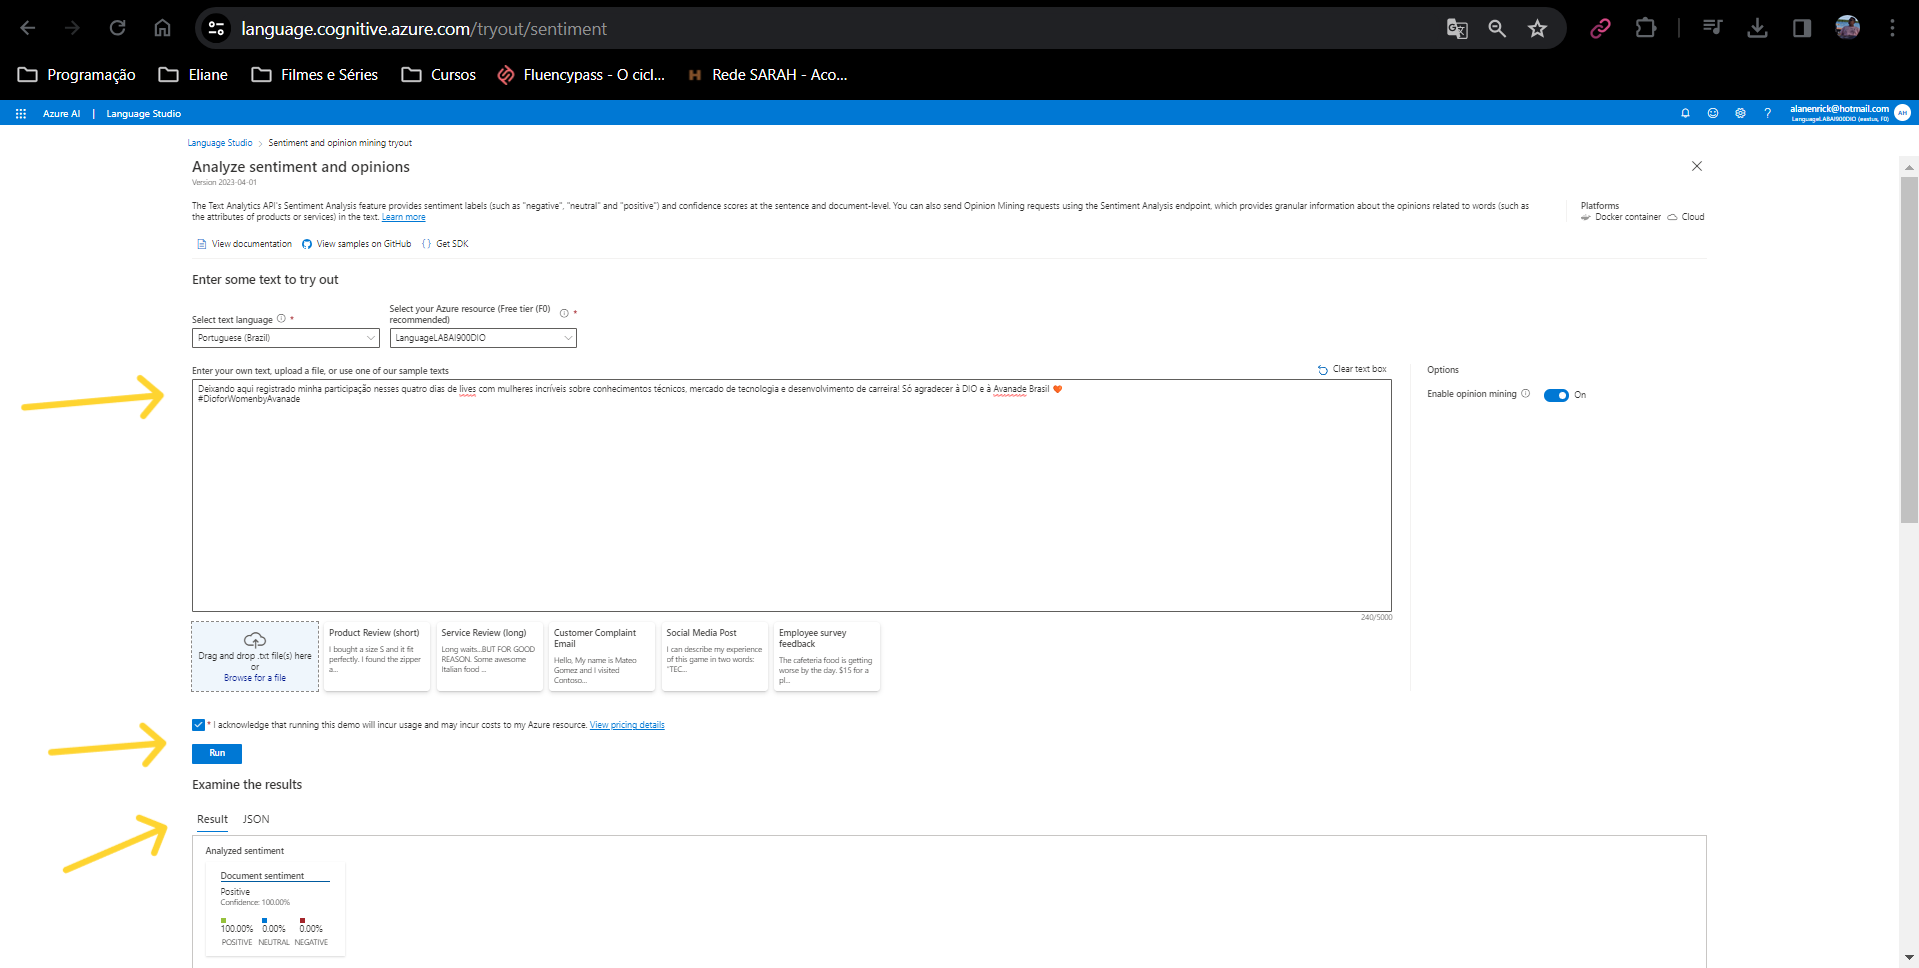 language.cognitive.azure.com/tryout/sentiment
Programação Eliane Filmes e Séries Cursos Fluencypass - O cicl... Rede SARAH - Aco...
Azure AI | Language Studio
alanenrick@hotmail.com
LanguageLABAI900DIO (eastus, F0)
AH
Language Studio > Sentiment and opinion mining tryout
Analyze sentiment and opinions
Version 2023-04-01
The Text Analytics API's Sentiment Analysis feature provides sentiment labels (such as "negative", "neutral" and "positive") and confidence scores at the sentence and document-level. You can also send Opinion Mining requests using the Sentiment Analysis endpoint, which provides granular information about the opinions related to words (such as
the attributes of products or services) in the text. Learn more
Platforms
Docker container Cloud
View documentation View samples on GitHub {} Get SDK
Enter some text to try out
Select text language *
Portuguese (Brazil)
Select your Azure resource (Free tier (F0)
recommended) *
LanguageLABAI900DIO
Enter your own text, upload a file, or use one of our sample texts
Clear text box
Deixando aqui registrado minha participação nesses quatro dias de lives com mulheres incríveis sobre conhecimentos técnicos, mercado de tecnologia e desenvolvimento de carreira! Só agradecer à DIO e à Avanade Brasil 🧡
#DioforWomenbyAvanade
240/5000
Options
Enable opinion mining On
Drag and drop .txt file(s) here
or
Browse for a file
Product Review (short)
I bought a size S and it fit
perfectly. I found the zipper
a...
Service Review (long)
Long waits...BUT FOR GOOD
REASON. Some awesome
Italian food ...
Customer Complaint
Email
Hello, My name is Mateo
Gomez and I visited
Contoso...
Social Media Post
I can describe my experience
of this game in two words:
"TEC...
Employee survey
feedback
The cafeteria food is getting
worse by the day. $15 for a
pl...
* I acknowledge that running this demo will incur usage and may incur costs to my Azure resource. View pricing details
Run
Examine the results
Result JSON
Analyzed sentiment
Document sentiment
Positive
Confidence: 100.00%
100.00% 0.00% 0.00%
POSITIVE NEUTRAL NEGATIVE